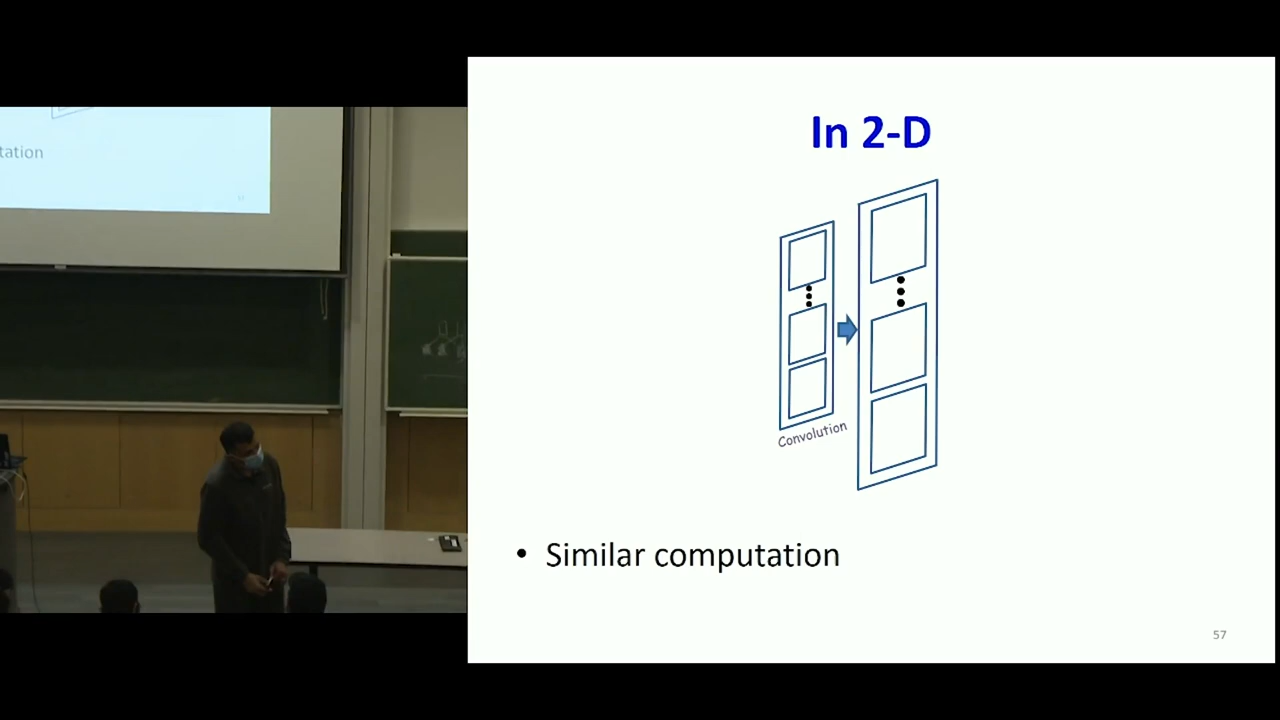 tation
In 2-D
Convolution
• Similar computation
57